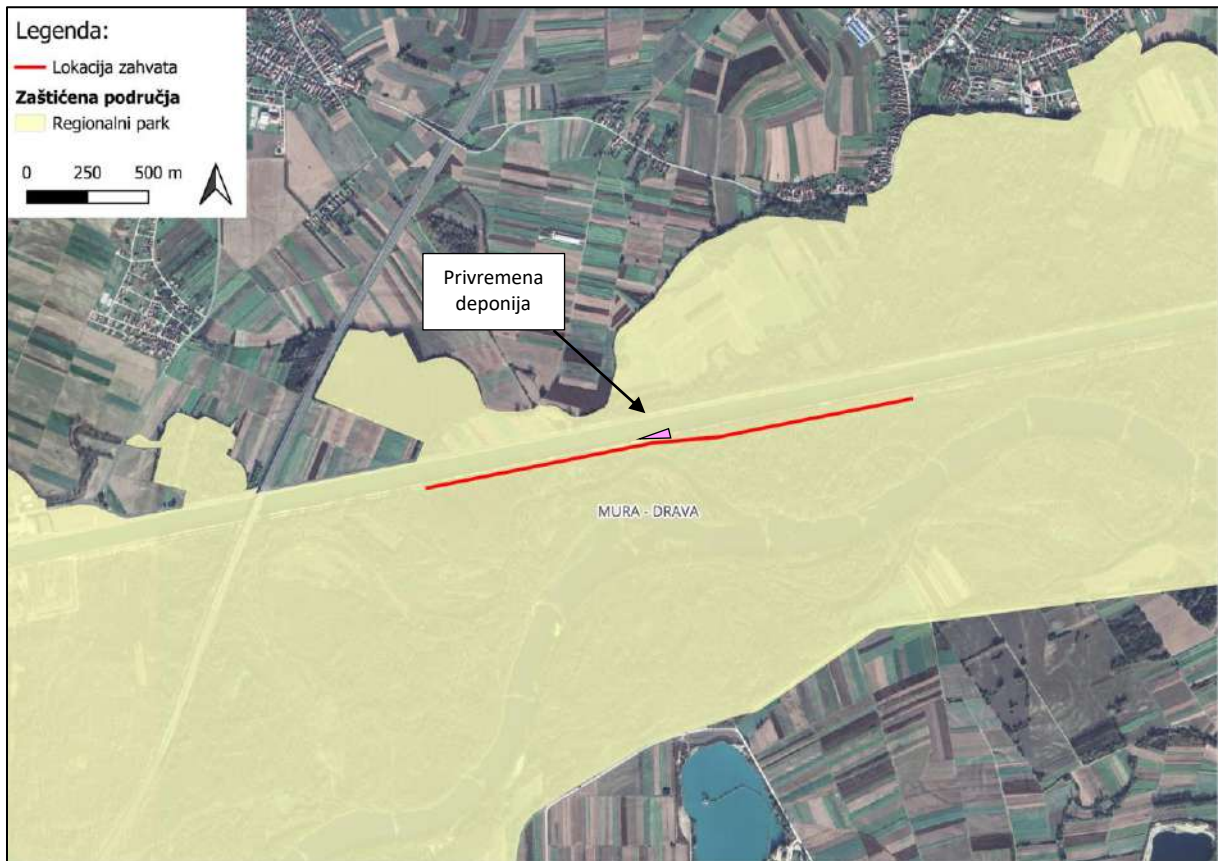 Legenda:
Lokacija zahvata
Zaštićena područja
Regionalni park
0 250 500 m
Privremena
deponija
MURA - DRAVA